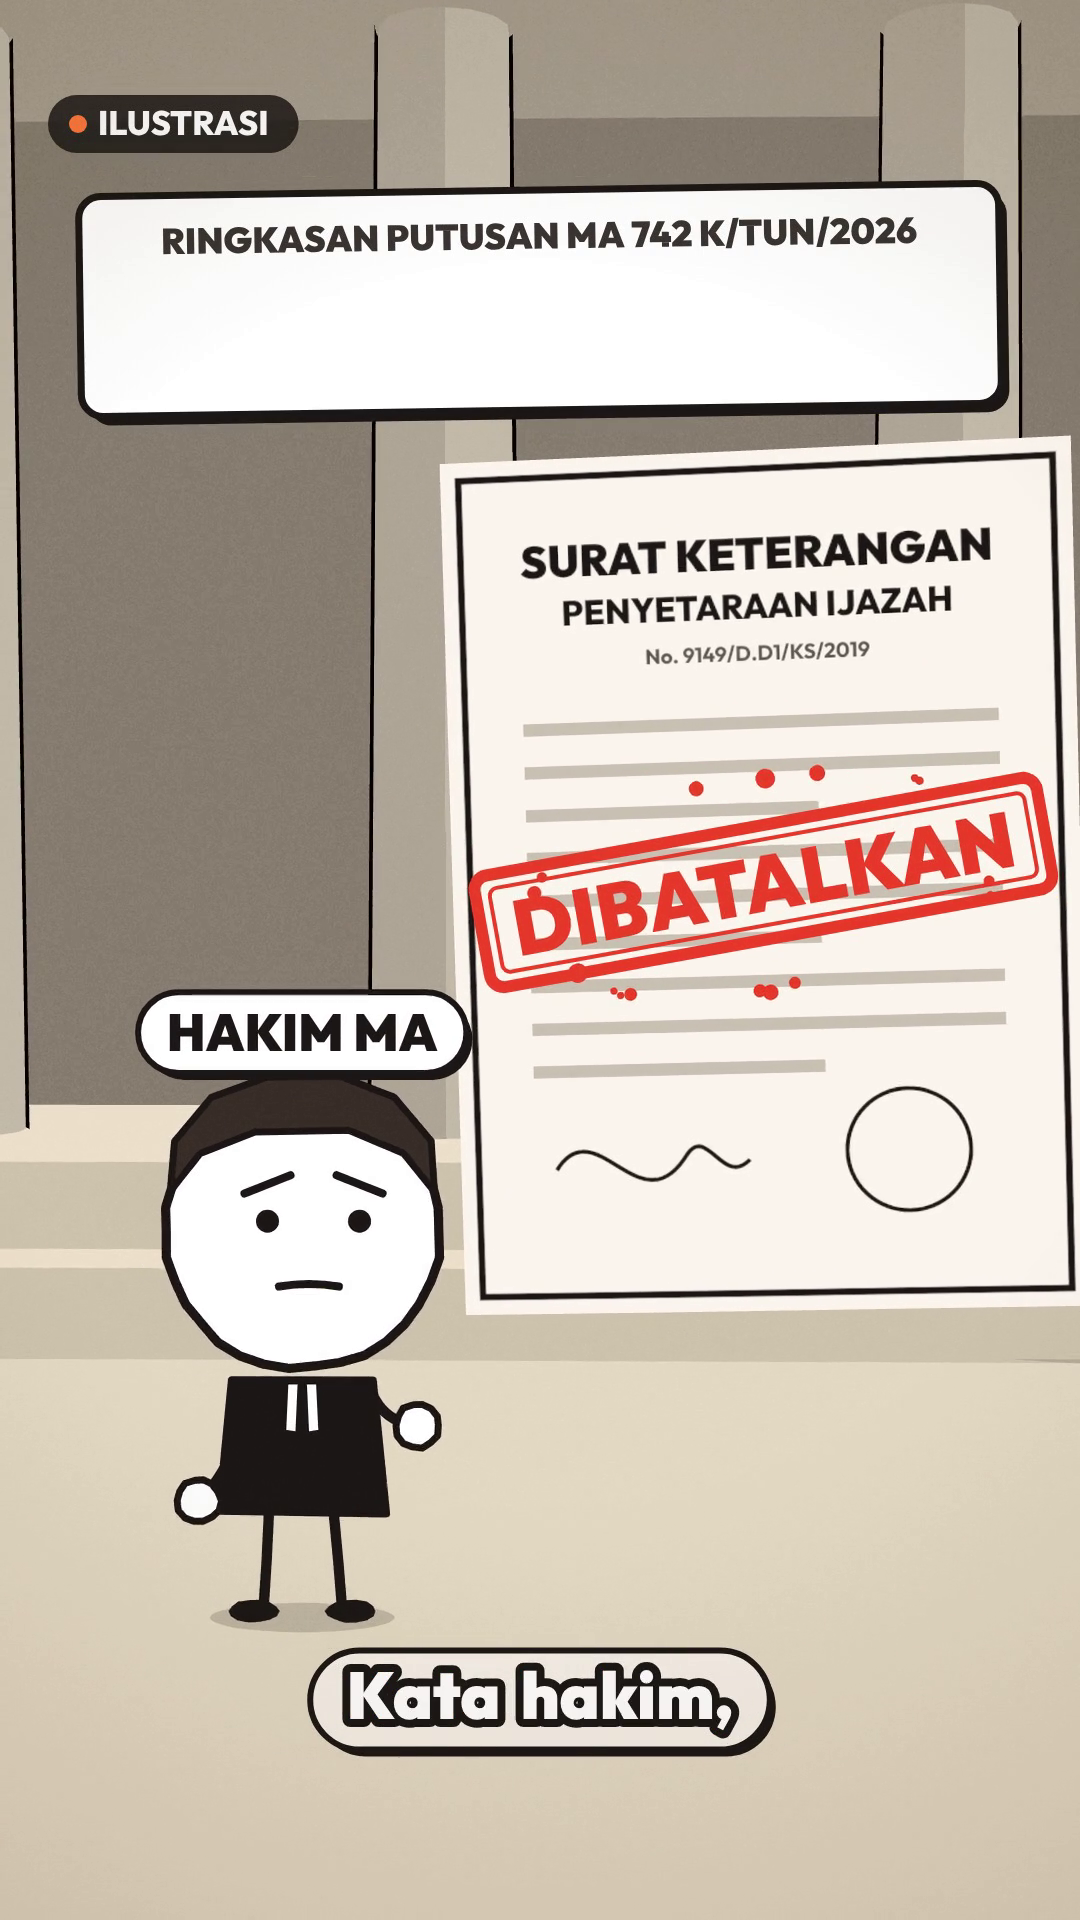 ILUSTRASI
RINGKASAN PUTUSAN MA 742 K/TUN/2026
SURAT KETERANGAN
PENYETARAAN IJAZAH
No. 9149/D.D1/KS/2019
DIBATALKAN
HAKIM MA
Kata hakim,